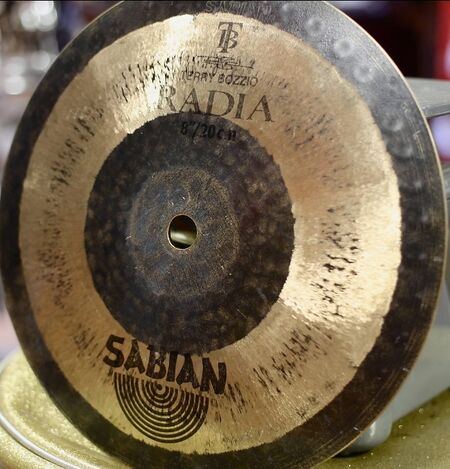 TB
TERRY BOZZIO
RADIA
8"/20cm
SABIAN